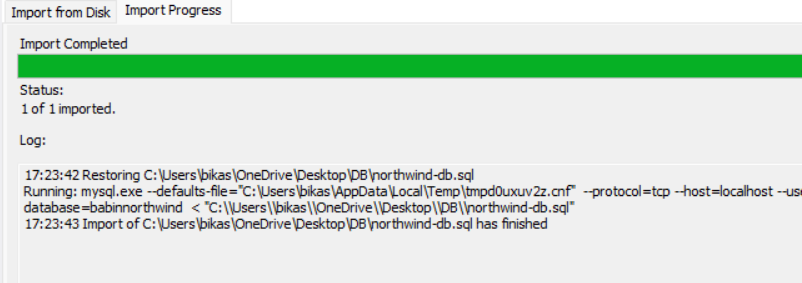 Import from Disk Import Progress
Import Completed
Status:
1 of 1 imported.
Log:
17:23:42 Restoring C:\Users\bikas\OneDrive\Desktop\DB\northwind-db.sql
Running: mysql.exe --defaults-file="C:\Users\bikas\AppData\Local\Temp\tmpd0uxuv2z.cnf" --protocol=tcp --host=localhost --use
database=babinnorthwind < "C:\\Users\\bikas\\OneDrive\\Desktop\\DB\\northwind-db.sql"
17:23:43 Import of C:\Users\bikas\OneDrive\Desktop\DB\northwind-db.sql has finished